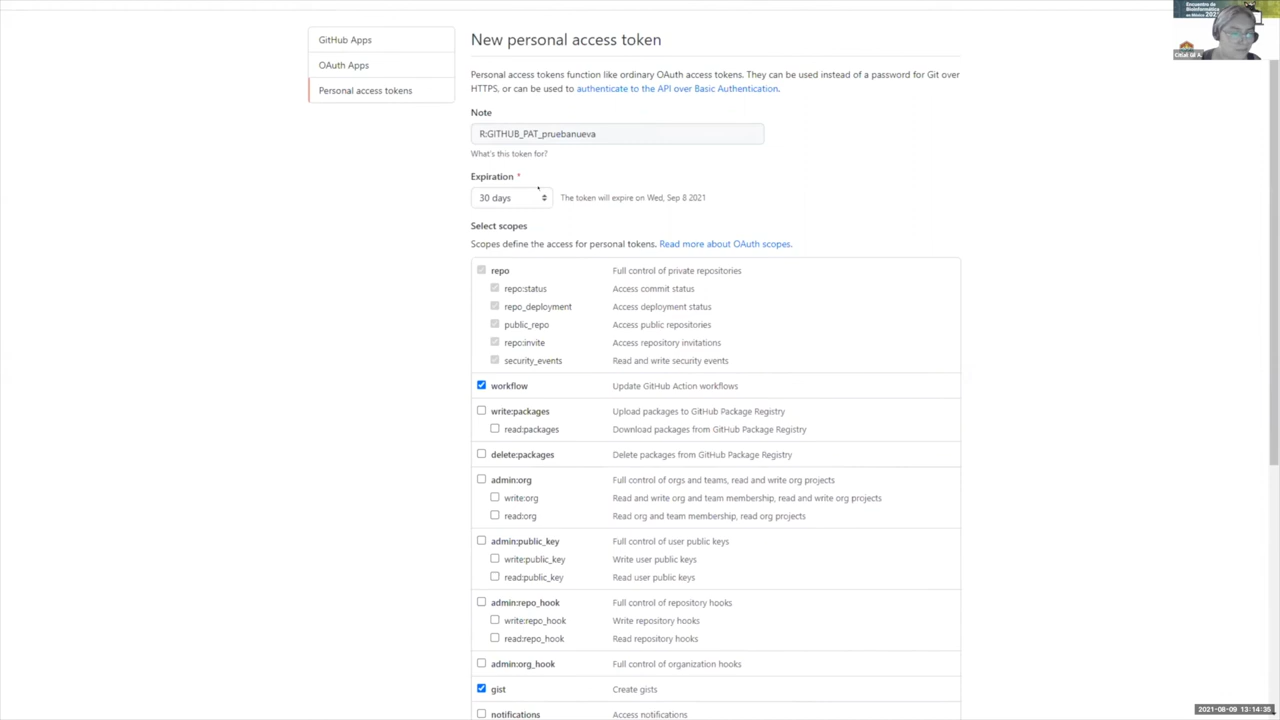 Encuentro de
Bioinformática
en México 2021
GitHub Apps
New personal access token
OAuth Apps
Personal access tokens
Personal access tokens function like ordinary OAuth access tokens. They can be used instead of a password for Git over
HTTPS, or can be used to authenticate to the API over Basic Authentication.
Note
R:GITHUB_PAT_pruebanueva
What's this token for?
Expiration *
30 days
The token will expire on Wed, Sep 8 2021
Select scopes
Scopes define the access for personal tokens. Read more about OAuth scopes.
repo Full control of private repositories
repo:status Access commit status
repo_deployment Access deployment status
public_repo Access public repositories
repo:invite Access repository invitations
security_events Read and write security events
workflow Update GitHub Action workflows
write:packages Upload packages to GitHub Package Registry
read:packages Download packages from GitHub Package Registry
delete:packages Delete packages from GitHub Package Registry
admin:org Full control of orgs and teams, read and write org projects
write:org Read and write org and team membership, read and write org projects
read:org Read org and team membership, read org projects
admin:public_key Full control of user public keys
write:public_key Write user public keys
read:public_key Read user public keys
admin:repo_hook Full control of repository hooks
write:repo_hook Write repository hooks
read:repo_hook Read repository hooks
admin:org_hook Full control of organization hooks
gist Create gists
notifications Access notifications
2021-08-09 13:14:35